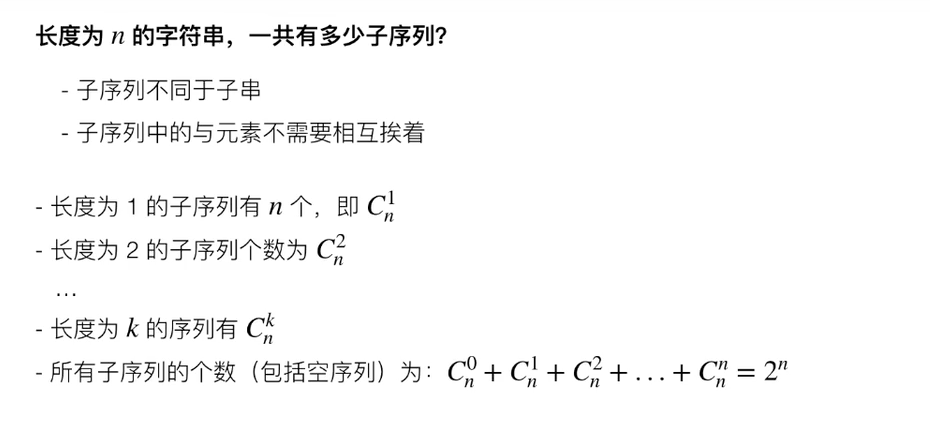 长度为 n 的字符串，一共有多少子序列？
- 子序列不同于子串
- 子序列中的与元素不需要相互挨着
- 长度为 1 的子序列有 n 个，即 $C_n^1$
- 长度为 2 的子序列个数为 $C_n^2$
...
- 长度为 k 的序列有 $C_n^k$
- 所有子序列的个数（包括空序列）为：$C_n^0 + C_n^1 + C_n^2 + \ldots + C_n^n = 2^n$